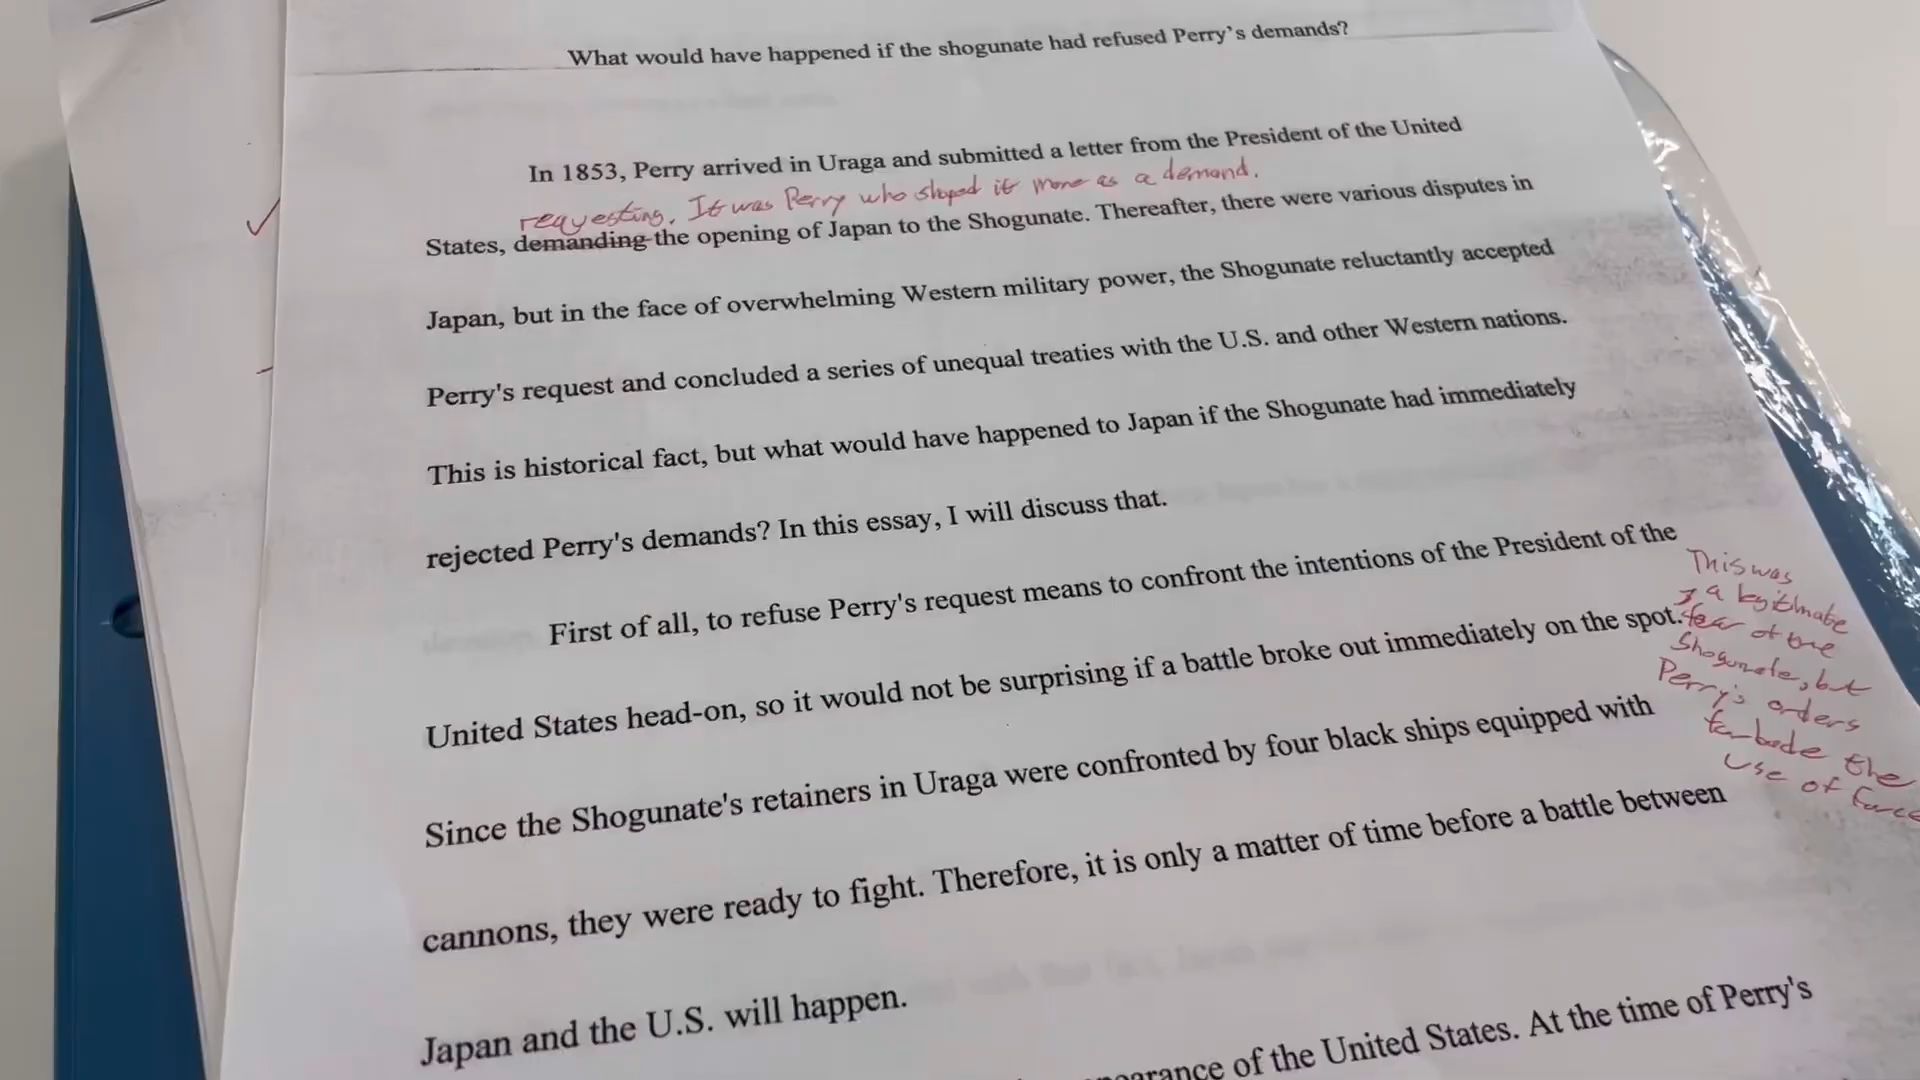 What would have happened if the shogunate had refused Perry's demands?
In 1853, Perry arrived in Uraga and submitted a letter from the President of the United
requesting. It was Perry who shaped it more as a demand.
States, demanding the opening of Japan to the Shogunate. Thereafter, there were various disputes in
Japan, but in the face of overwhelming Western military power, the Shogunate reluctantly accepted
Perry's request and concluded a series of unequal treaties with the U.S. and other Western nations.
This is historical fact, but what would have happened to Japan if the Shogunate had immediately
rejected Perry's demands? In this essay, I will discuss that.
First of all, to refuse Perry's request means to confront the intentions of the President of the
United States head-on, so it would not be surprising if a battle broke out immediately on the spot.
Since the Shogunate's retainers in Uraga were confronted by four black ships equipped with
cannons, they were ready to fight. Therefore, it is only a matter of time before a battle between
Japan and the U.S. will happen.
of the United States. At the time of Perry's
This was
a legitimate
fear of the
Shogunate, but
Perry's orders
forbade the
use of force